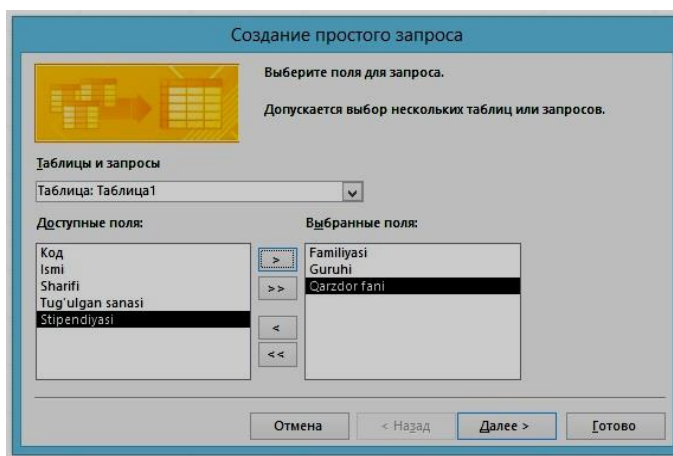 Создание простого запроса
Выберите поля для запроса.
Допускается выбор нескольких таблиц или запросов.
Таблицы и запросы
Таблица: Таблица1
Доступные поля:
Выбранные поля:
Код
Ismi
Sharifi
Tug'ulgan sanasi
Stipendiyasi
>
>>
<
<<
Familiyasi
Guruhi
Qarzdor fani
Отмена
< Назад
Далее >
Готово